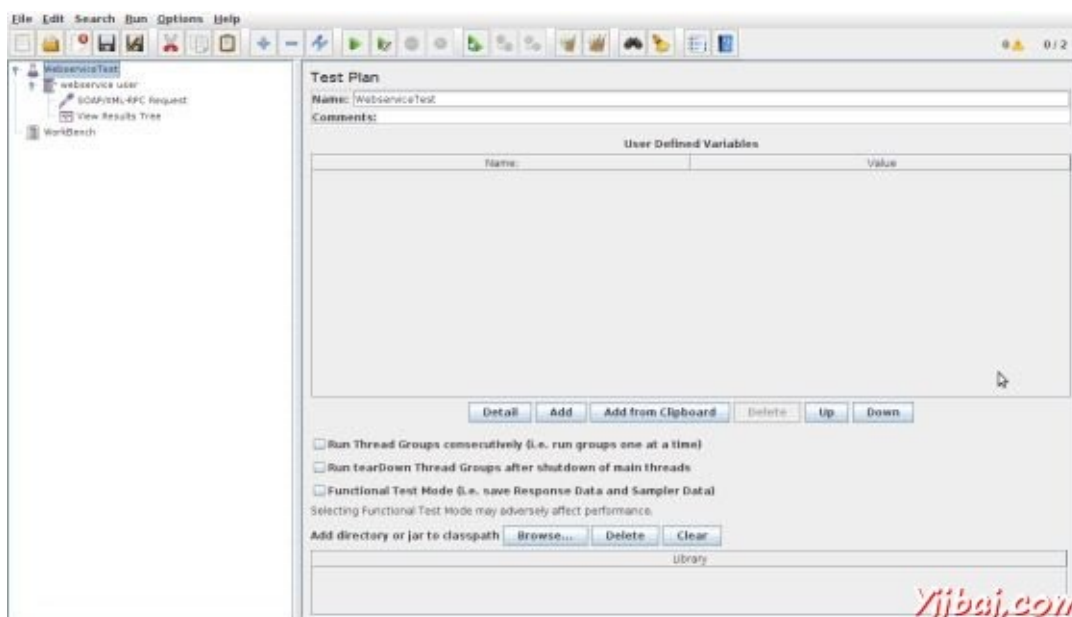 File Edit Search Run Options Help
0 0 / 2
WebserviceTest
webservice user
SOAP/XML-RPC Request
View Results Tree
WorkBench
Test Plan
Name: WebserviceTest
Comments:
User Defined Variables
Name: Value
Detail Add Add from Clipboard Delete Up Down
Run Thread Groups consecutively (i.e. run groups one at a time)
Run tearDown Thread Groups after shutdown of main threads
Functional Test Mode (i.e. save Response Data and Sampler Data)
Selecting Functional Test Mode may adversely affect performance.
Add directory or jar to classpath Browse... Delete Clear
Library
Yiibai.com